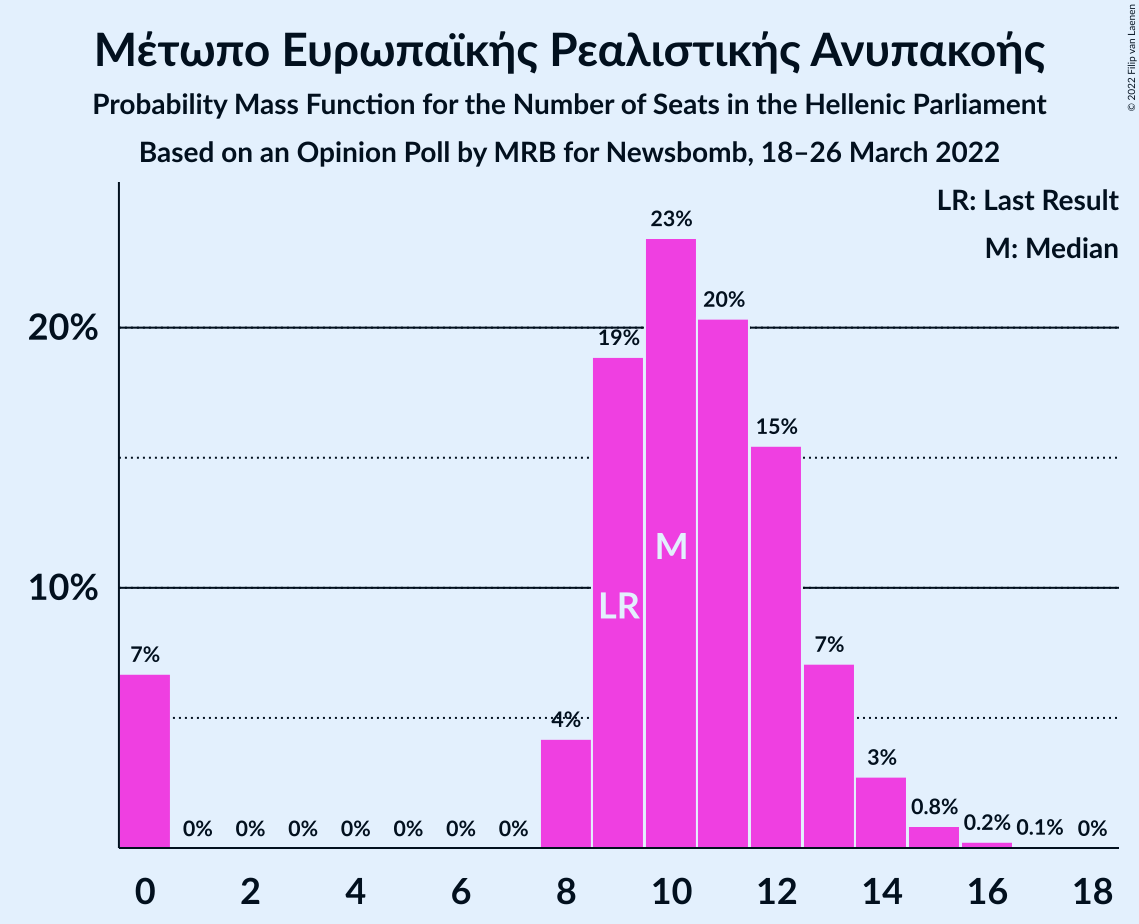 Μέτωπο Ευρωπαϊκής Ρεαλιστικής Ανυπακοής
Probability Mass Function for the Number of Seats in the Hellenic Parliament
Based on an Opinion Poll by MRB for Newsbomb, 18–26 March 2022
© 2022 Filip van Laenen
LR: Last Result
M: Median
23%
20%
20%
19%
15%
M
10%
LR
7%
7%
4%
3%
0.8%
0% 0% 0% 0% 0% 0% 0% 0.2% 0.1% 0%
0 2 4 6 8 10 12 14 16 18